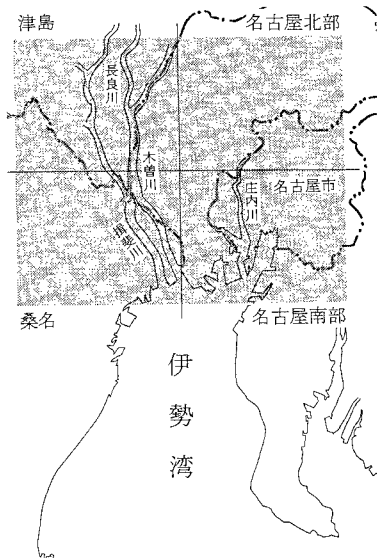 津島
名古屋北部
長良川
木曽川
揖斐川
庄内川
名古屋市
桑名
名古屋南部
伊勢湾